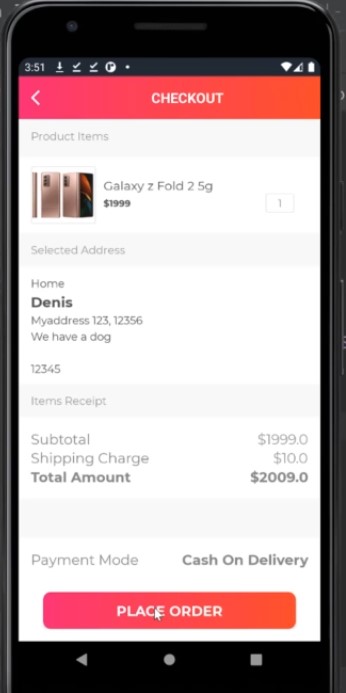 3:51
CHECKOUT
Product Items
Galaxy z Fold 2 5g
$1999
1
Selected Address
Home
Denis
Myaddress 123, 12356
We have a dog
12345
Items Receipt
Subtotal $1999.0
Shipping Charge $10.0
Total Amount $2009.0
Payment Mode Cash On Delivery
PLACE ORDER